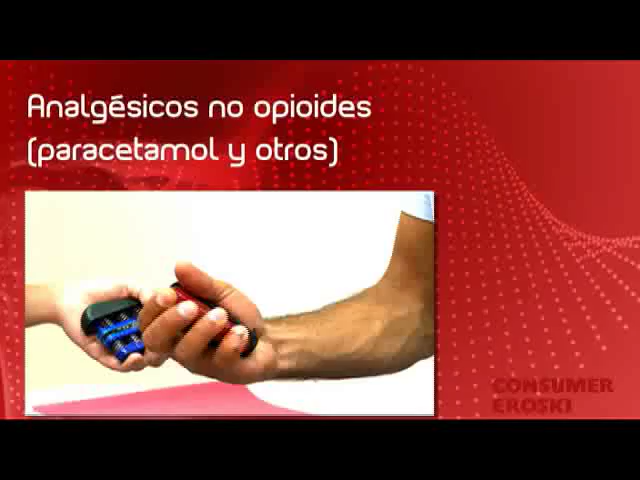 Analgésicos no opioides
(paracetamol y otros)
CONSUMER
EROSKI